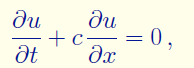 ∂u/∂t + c ∂u/∂x = 0 ,